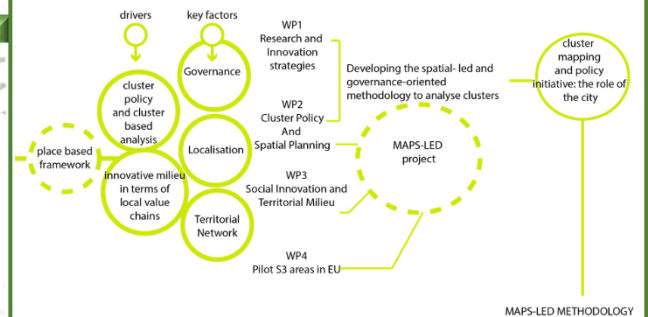 drivers
key factors
cluster
policy
and cluster
based
analysis
place based
framework
innovative milieu
in terms of
local value
chains
Governance
Localisation
Territorial
Network
WP1
Research and
Innovation
strategies
WP2
Cluster Policy
And
Spatial Planning
WP3
Social Innovation and
Territorial Milieu
WP4
Pilot S3 areas in EU
Developing the spatial- led and
governance-oriented
methodology to analyse clusters
MAPS-LED
project
cluster
mapping
and policy
initiative: the role of
the city
MAPS-LED METHODOLOGY